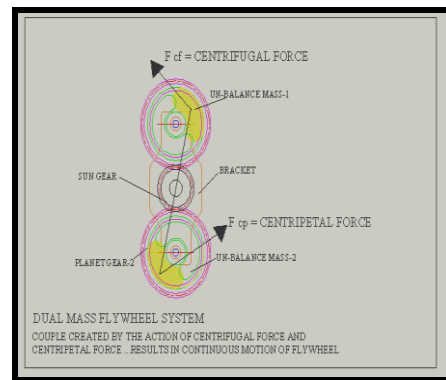 F cf = CENTRIFUGAL FORCE
UN-BALANCE MASS-1
SUN GEAR
BRACKET
F cp = CENTRIPETAL FORCE
PLANET GEAR-2
UN-BALANCE MASS-2
DUAL MASS FLYWHEEL SYSTEM
COUPLE CREATED BY THE ACTION OF CENTRIFUGAL FORCE AND
CENTRIPETAL FORCE ...RESULTS IN CONTINUOUS MOTION OF FLYWHEEL